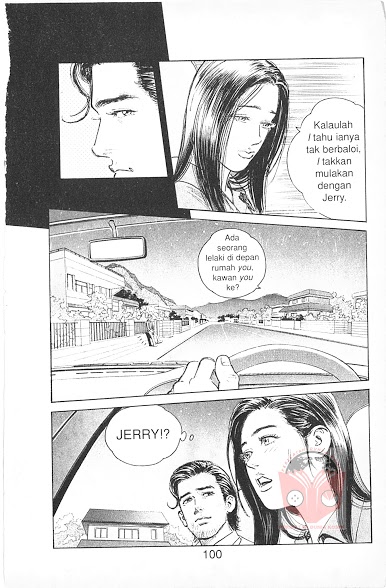 Kalaulah
I tahu ianya
tak berbaloi,
I takkan
mulakan
dengan
Jerry.
Ada
seorang
lelaki di depan
rumah you,
kawan you
ke?
JERRY!?
100